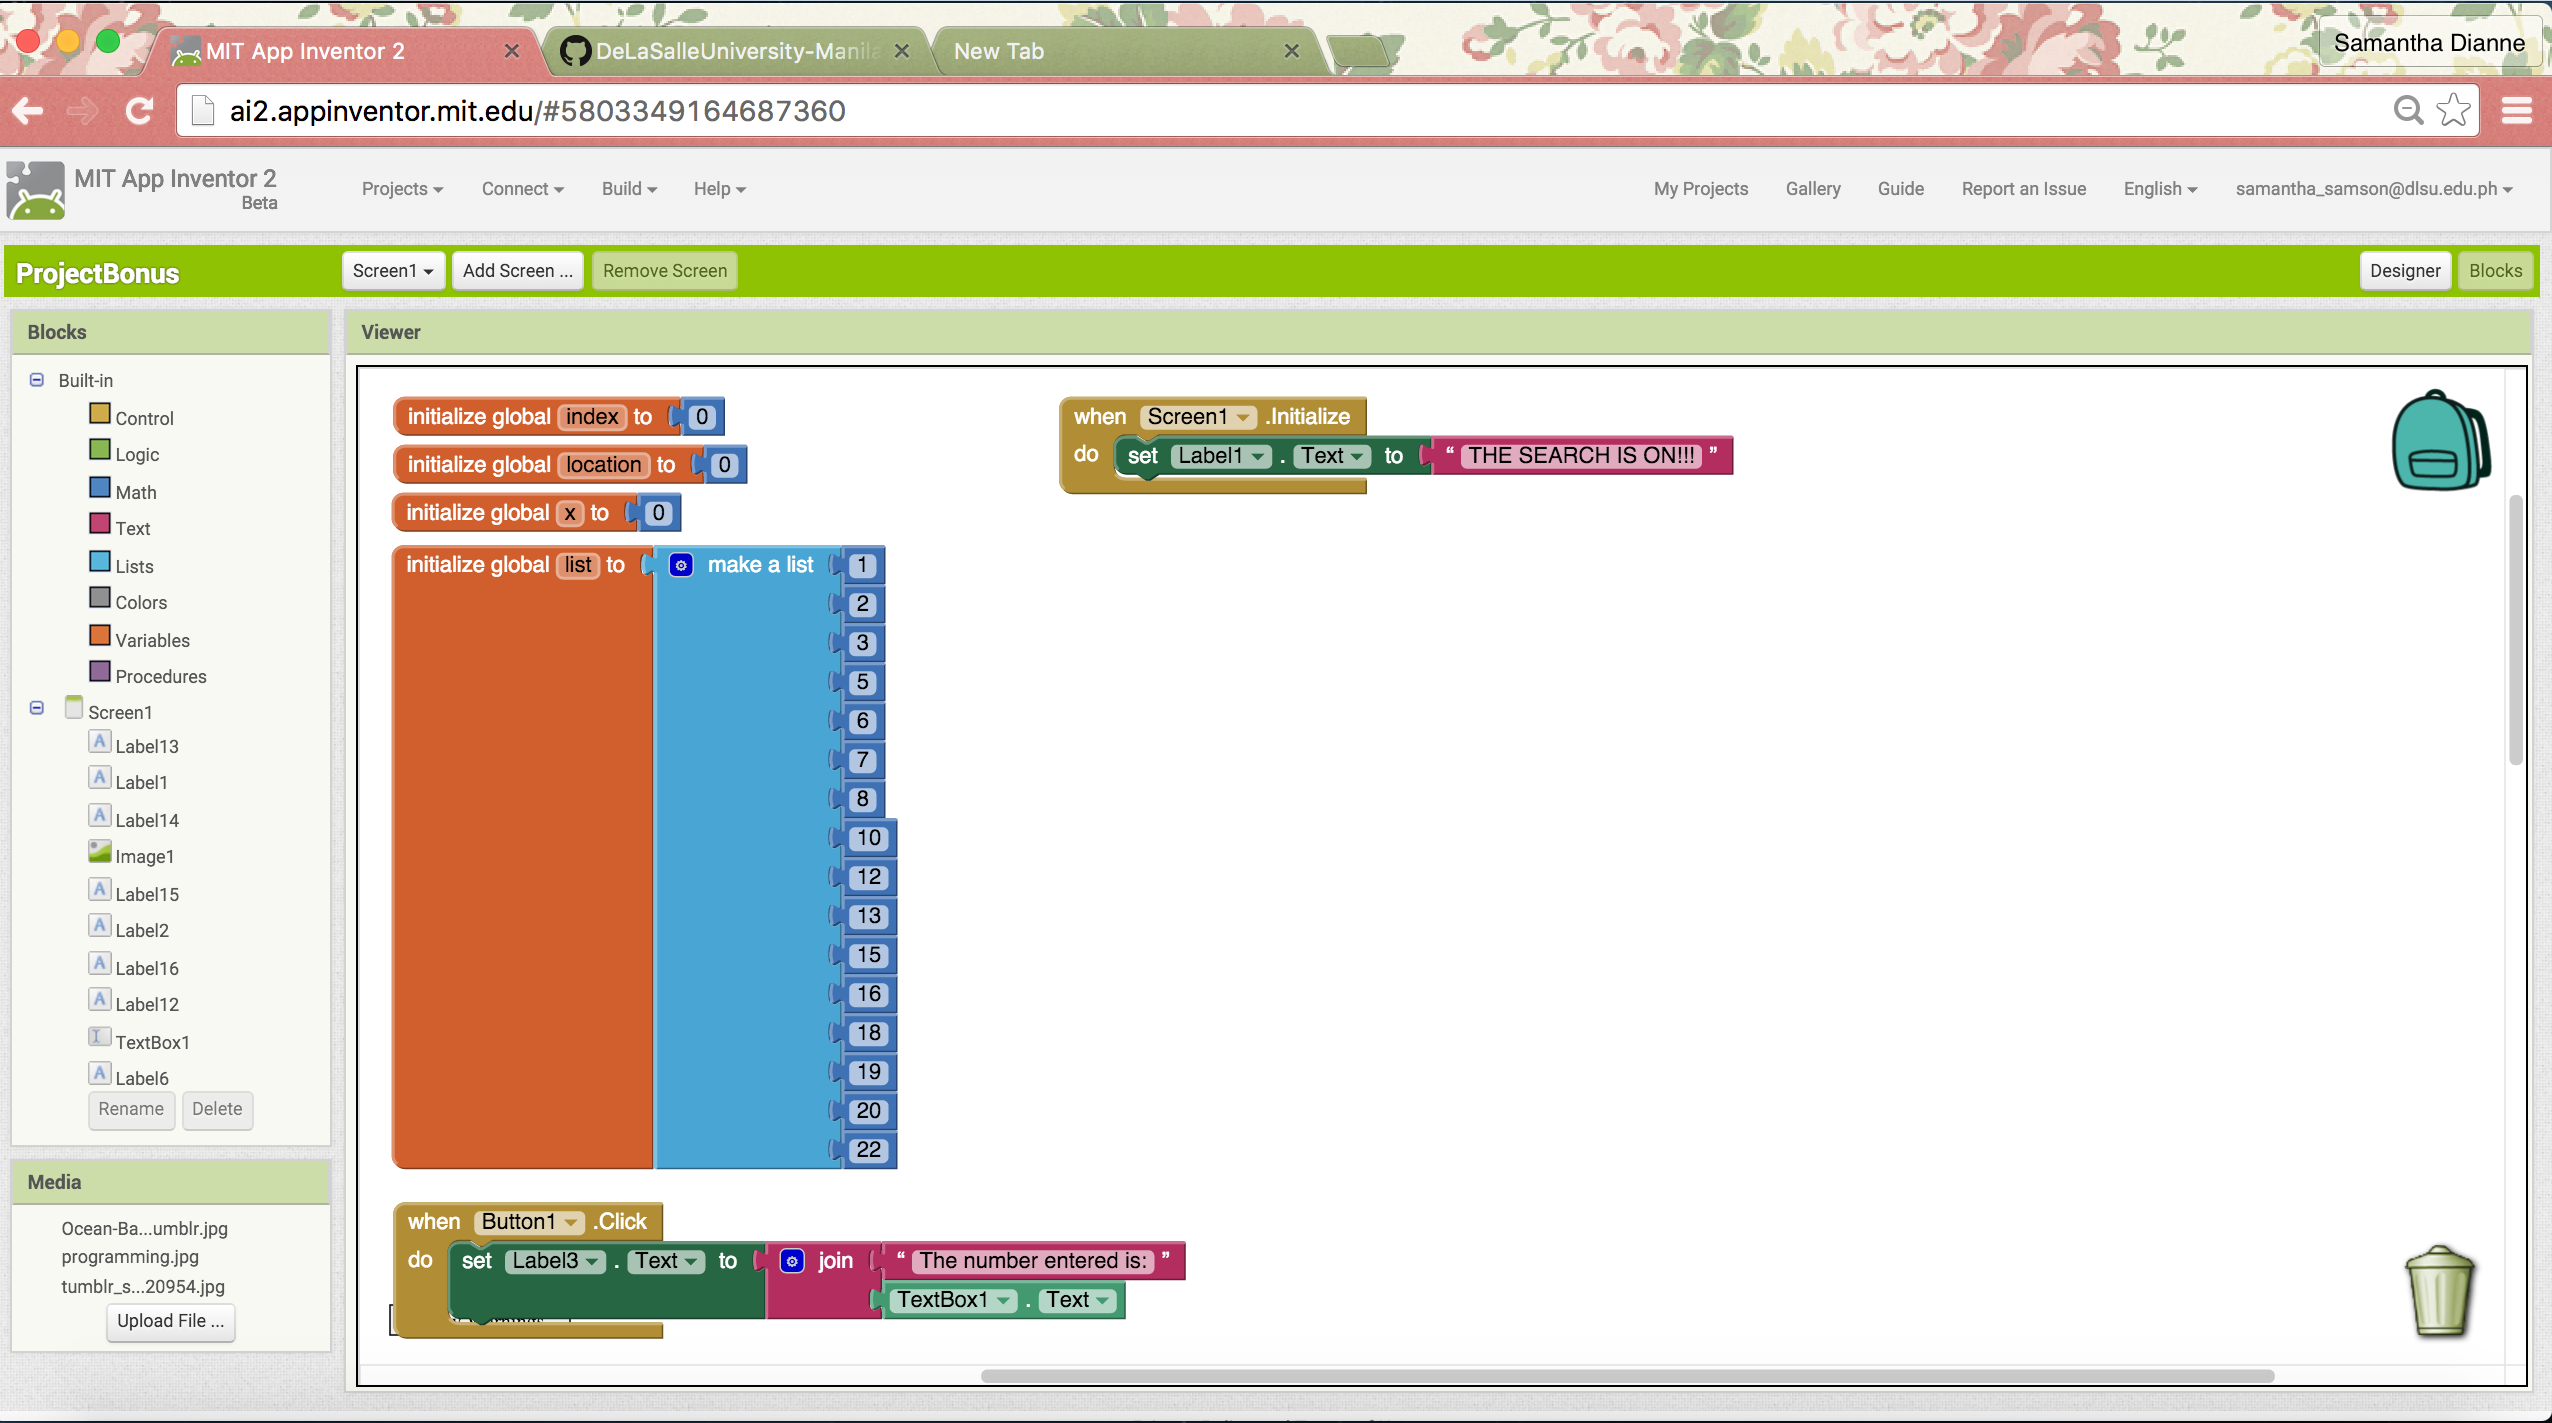 MIT App Inventor 2
DeLaSalleUniversity-Manila
New Tab
Samantha Dianne
ai2.appinventor.mit.edu/#5803349164687360
MIT App Inventor 2
Beta
Projects
Connect
Build
Help
My Projects
Gallery
Guide
Report an Issue
English
samantha_samson@dlsu.edu.ph
ProjectBonus
Screen1
Add Screen ...
Remove Screen
Designer
Blocks
Blocks
Built-in
Control
Logic
Math
Text
Lists
Colors
Variables
Procedures
Screen1
Label13
Label1
Label14
Image1
Label15
Label2
Label16
Label12
TextBox1
Label6
Rename
Delete
Media
Ocean-Ba...umblr.jpg
programming.jpg
tumblr_s...20954.jpg
Upload File ...
Viewer
initialize global index to 0
initialize global location to 0
initialize global x to 0
initialize global list to make a list 1
2
3
5
6
7
8
10
12
13
15
16
18
19
20
22
when Screen1 .Initialize
do set Label1 . Text to “ THE SEARCH IS ON!!! ”
when Button1 .Click
do set Label3 . Text to join “ The number entered is: ”
TextBox1 . Text